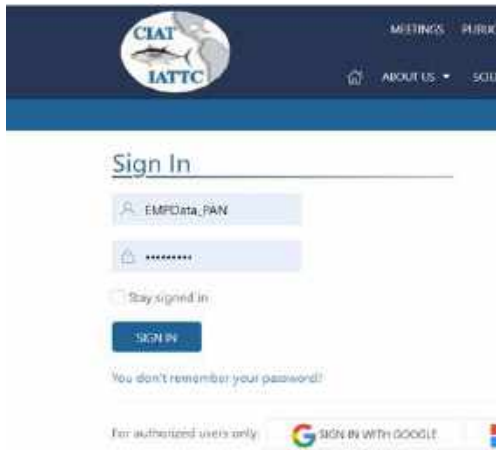 CIAT
IATTC
MEETINGS
ABOUT US
Sign In
EMPData_PAN
•••••••••
Stay signed in
SIGN IN
You don't remember your password?
For authorized users only:
SIGN IN WITH GOOGLE